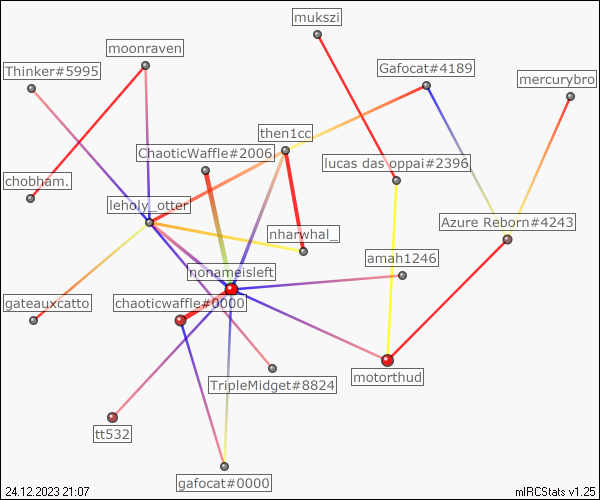 mukszi
moonraven
Thinker#5995
Gafocat#4189
mercurybro
then1cc
ChaoticWaffle#2006
lucas das oppai#2396
chobham.
leholy_otter
Azure Reborn#4243
nharwhal_
amah1246
nonameisleft
gateauxcatto
chaoticwaffle#0000
motorthud
TripleMidget#8824
tt532
gafocat#0000
24.12.2023 21:07
mIRCStats v1.25